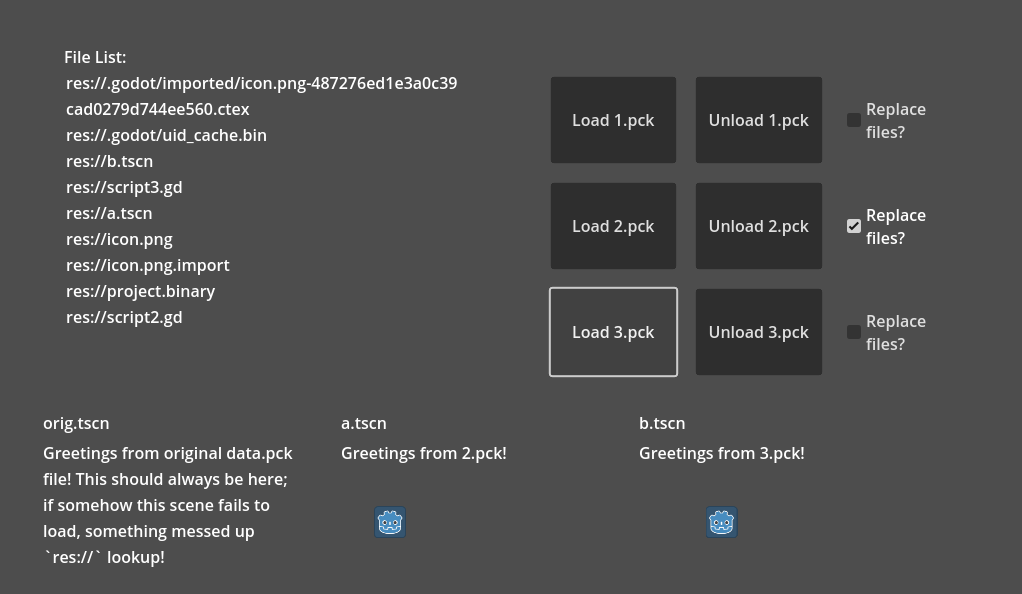 File List:
res://.godot/imported/icon.png-487276ed1e3a0c39
cad0279d744ee560.ctex
res://.godot/uid_cache.bin
res://b.tscn
res://script3.gd
res://a.tscn
res://icon.png
res://icon.png.import
res://project.binary
res://script2.gd
Load 1.pck
Unload 1.pck
Replace
files?
Load 2.pck
Unload 2.pck
Replace
files?
Load 3.pck
Unload 3.pck
Replace
files?
orig.tscn
Greetings from original data.pck
file! This should always be here;
if somehow this scene fails to
load, something messed up
`res://` lookup!
a.tscn
Greetings from 2.pck!
b.tscn
Greetings from 3.pck!